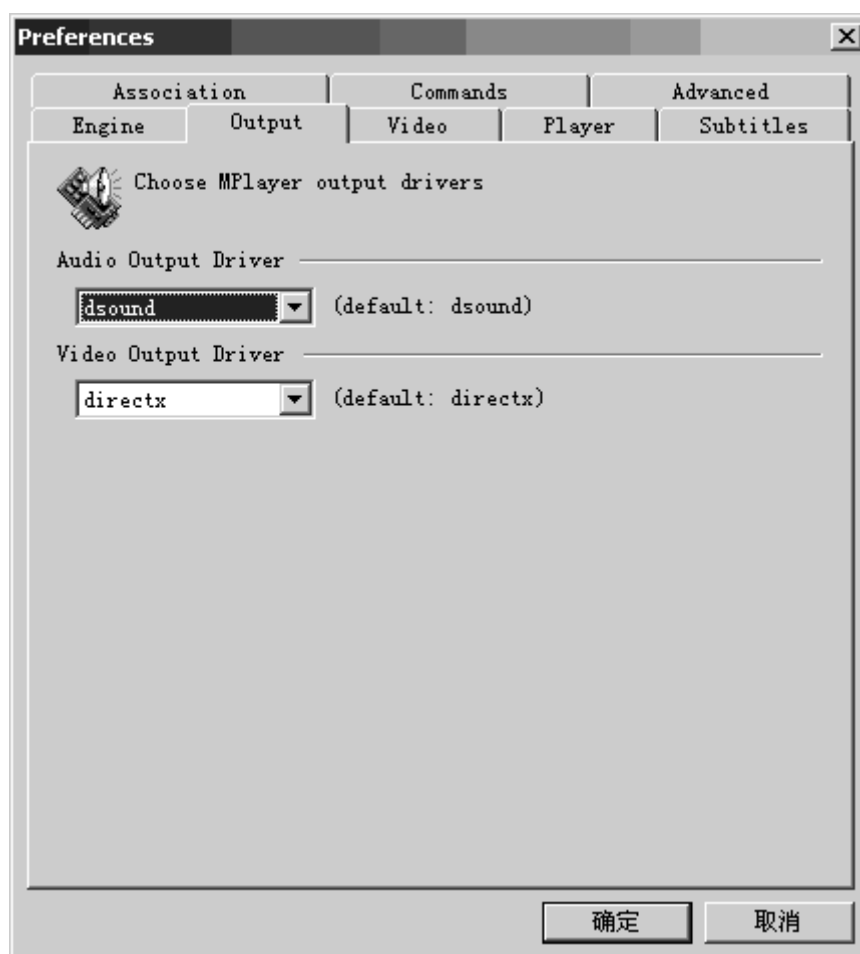 Preferences
Association Commands Advanced
Engine Output Video Player Subtitles
Choose MPlayer output drivers
Audio Output Driver
dsound (default: dsound)
Video Output Driver
directx (default: directx)
确定 取消